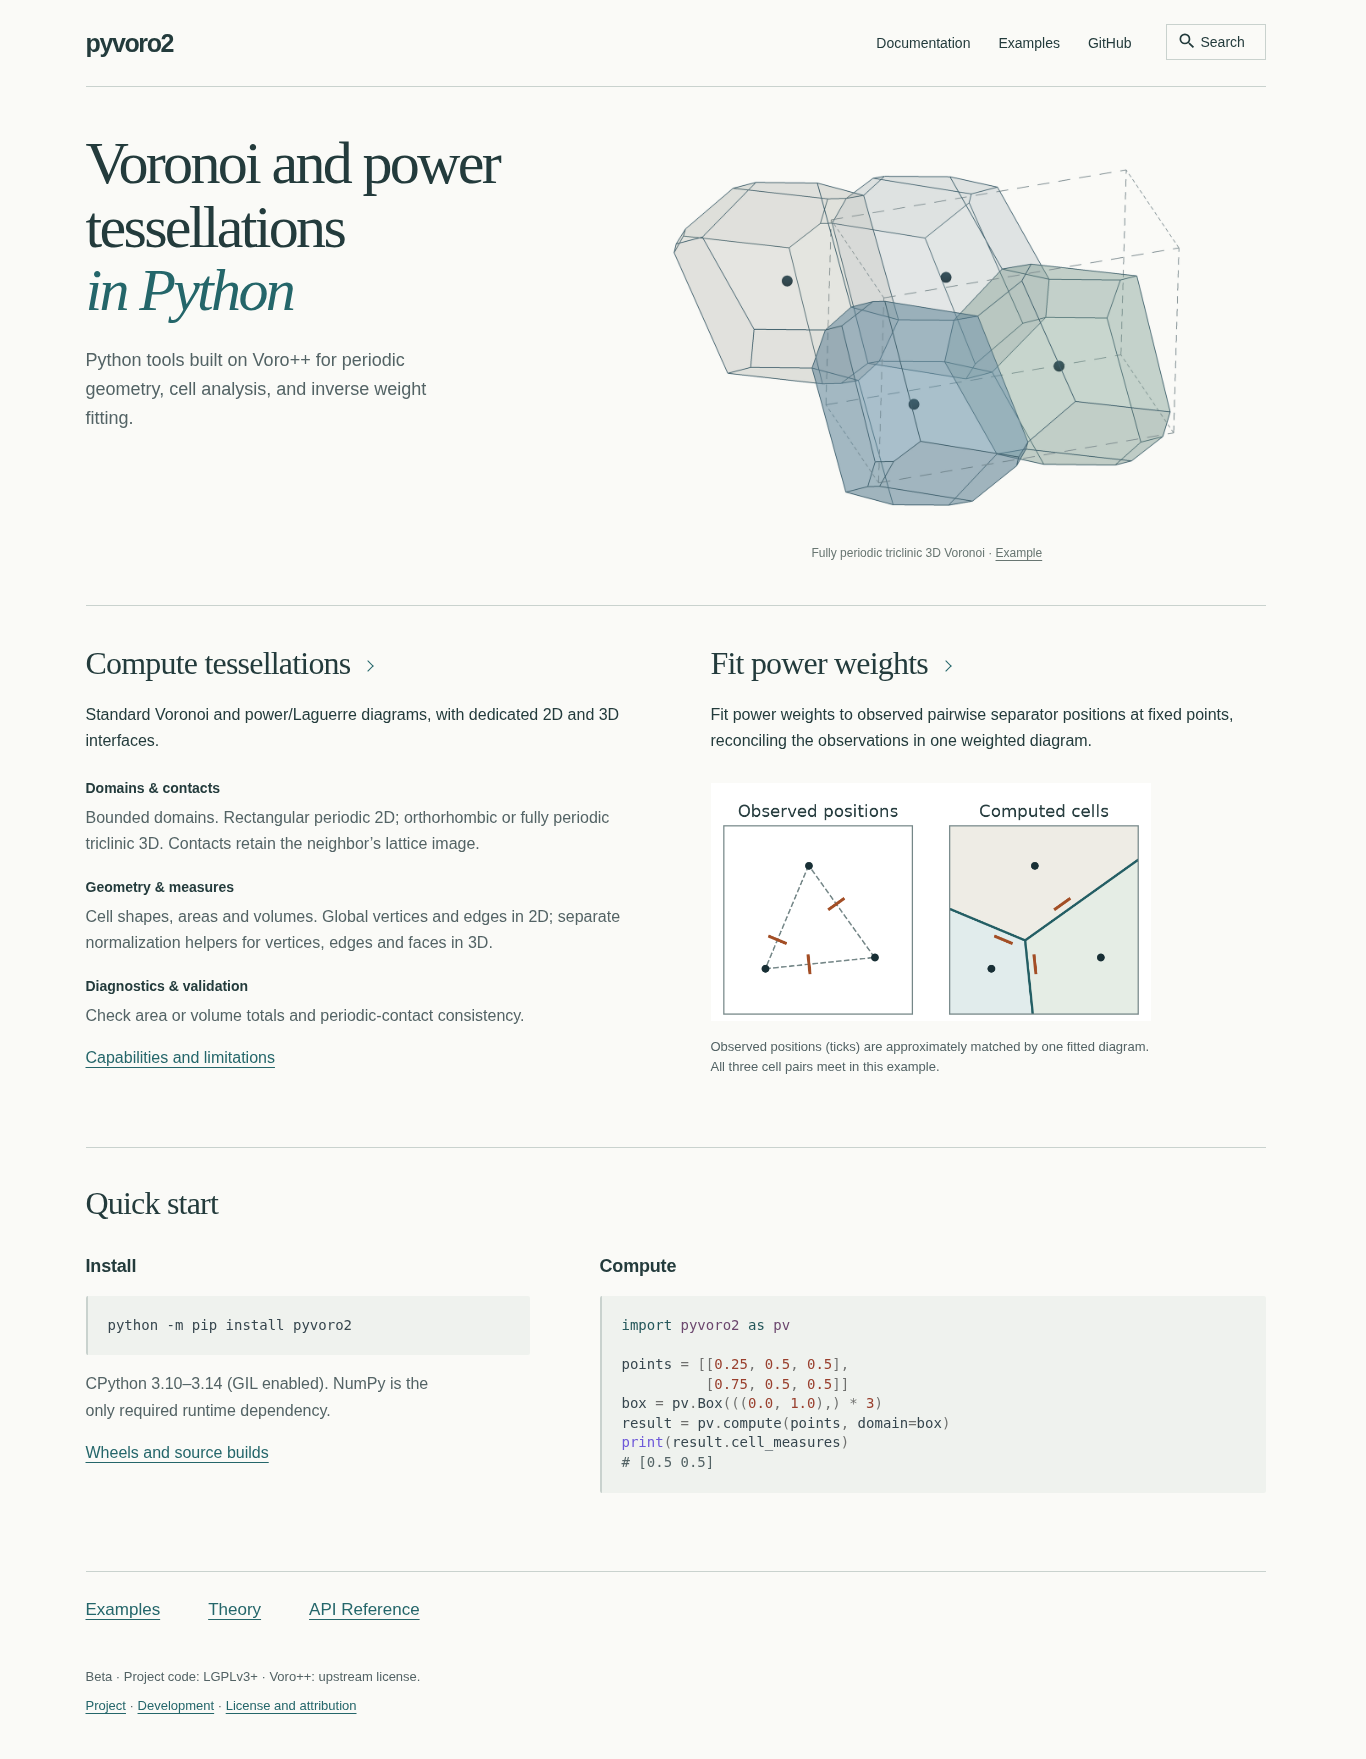 pyvoro2
Documentation Examples GitHub Search
Voronoi and power
tessellations
in Python
Python tools built on Voro++ for periodic
geometry, cell analysis, and inverse weight
fitting.
Fully periodic triclinic 3D Voronoi · Example
Compute tessellations
Standard Voronoi and power/Laguerre diagrams, with dedicated 2D and 3D
interfaces.
Domains & contacts
Bounded domains. Rectangular periodic 2D; orthorhombic or fully periodic
triclinic 3D. Contacts retain the neighbor’s lattice image.
Geometry & measures
Cell shapes, areas and volumes. Global vertices and edges in 2D; separate
normalization helpers for vertices, edges and faces in 3D.
Diagnostics & validation
Check area or volume totals and periodic-contact consistency.
Capabilities and limitations
Fit power weights
Fit power weights to observed pairwise separator positions at fixed points,
reconciling the observations in one weighted diagram.
Observed positions
Computed cells
Observed positions (ticks) are approximately matched by one fitted diagram.
All three cell pairs meet in this example.
Quick start
Install
python -m pip install pyvoro2
CPython 3.10–3.14 (GIL enabled). NumPy is the
only required runtime dependency.
Wheels and source builds
Compute
import pyvoro2 as pv
points = [[0.25, 0.5, 0.5],
          [0.75, 0.5, 0.5]]
box = pv.Box(((0.0, 1.0),) * 3)
result = pv.compute(points, domain=box)
print(result.cell_measures)
# [0.5 0.5]
Examples Theory API Reference
Beta · Project code: LGPLv3+ · Voro++: upstream license.
Project · Development · License and attribution